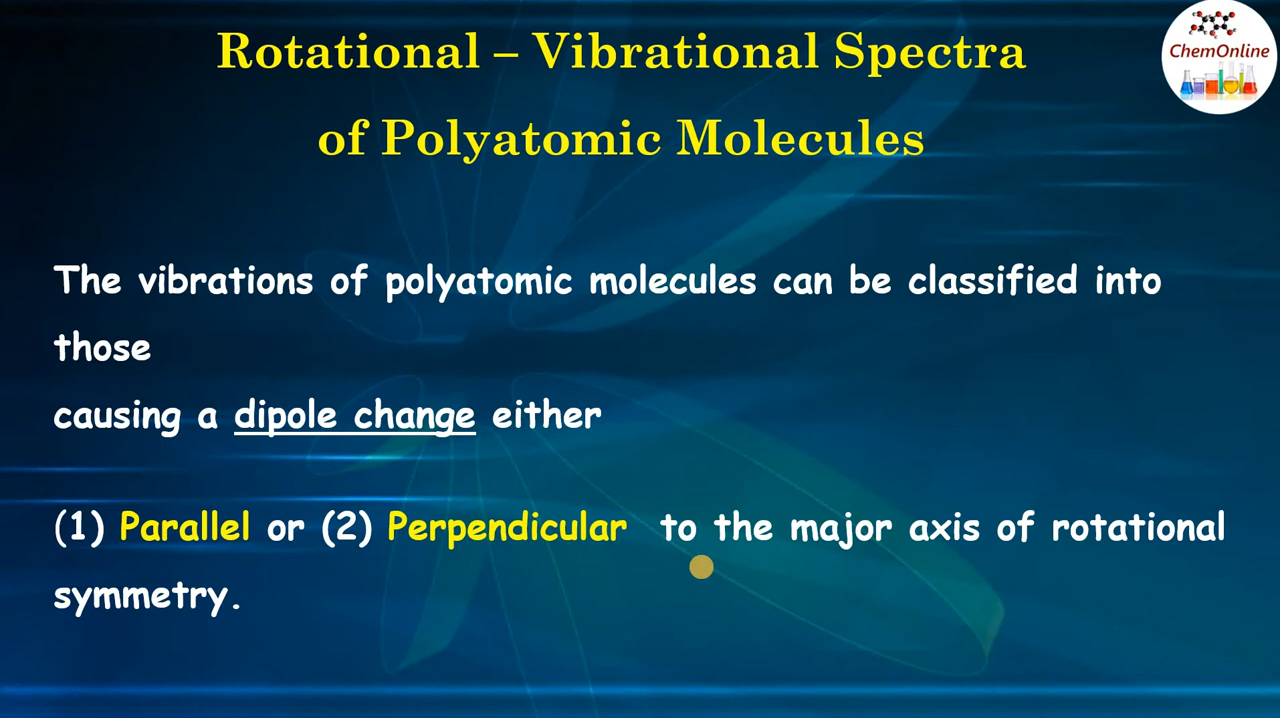 Rotational – Vibrational Spectra
of Polyatomic Molecules
ChemOnline
The vibrations of polyatomic molecules can be classified into
those
causing a dipole change either
(1) Parallel or (2) Perpendicular to the major axis of rotational
symmetry.